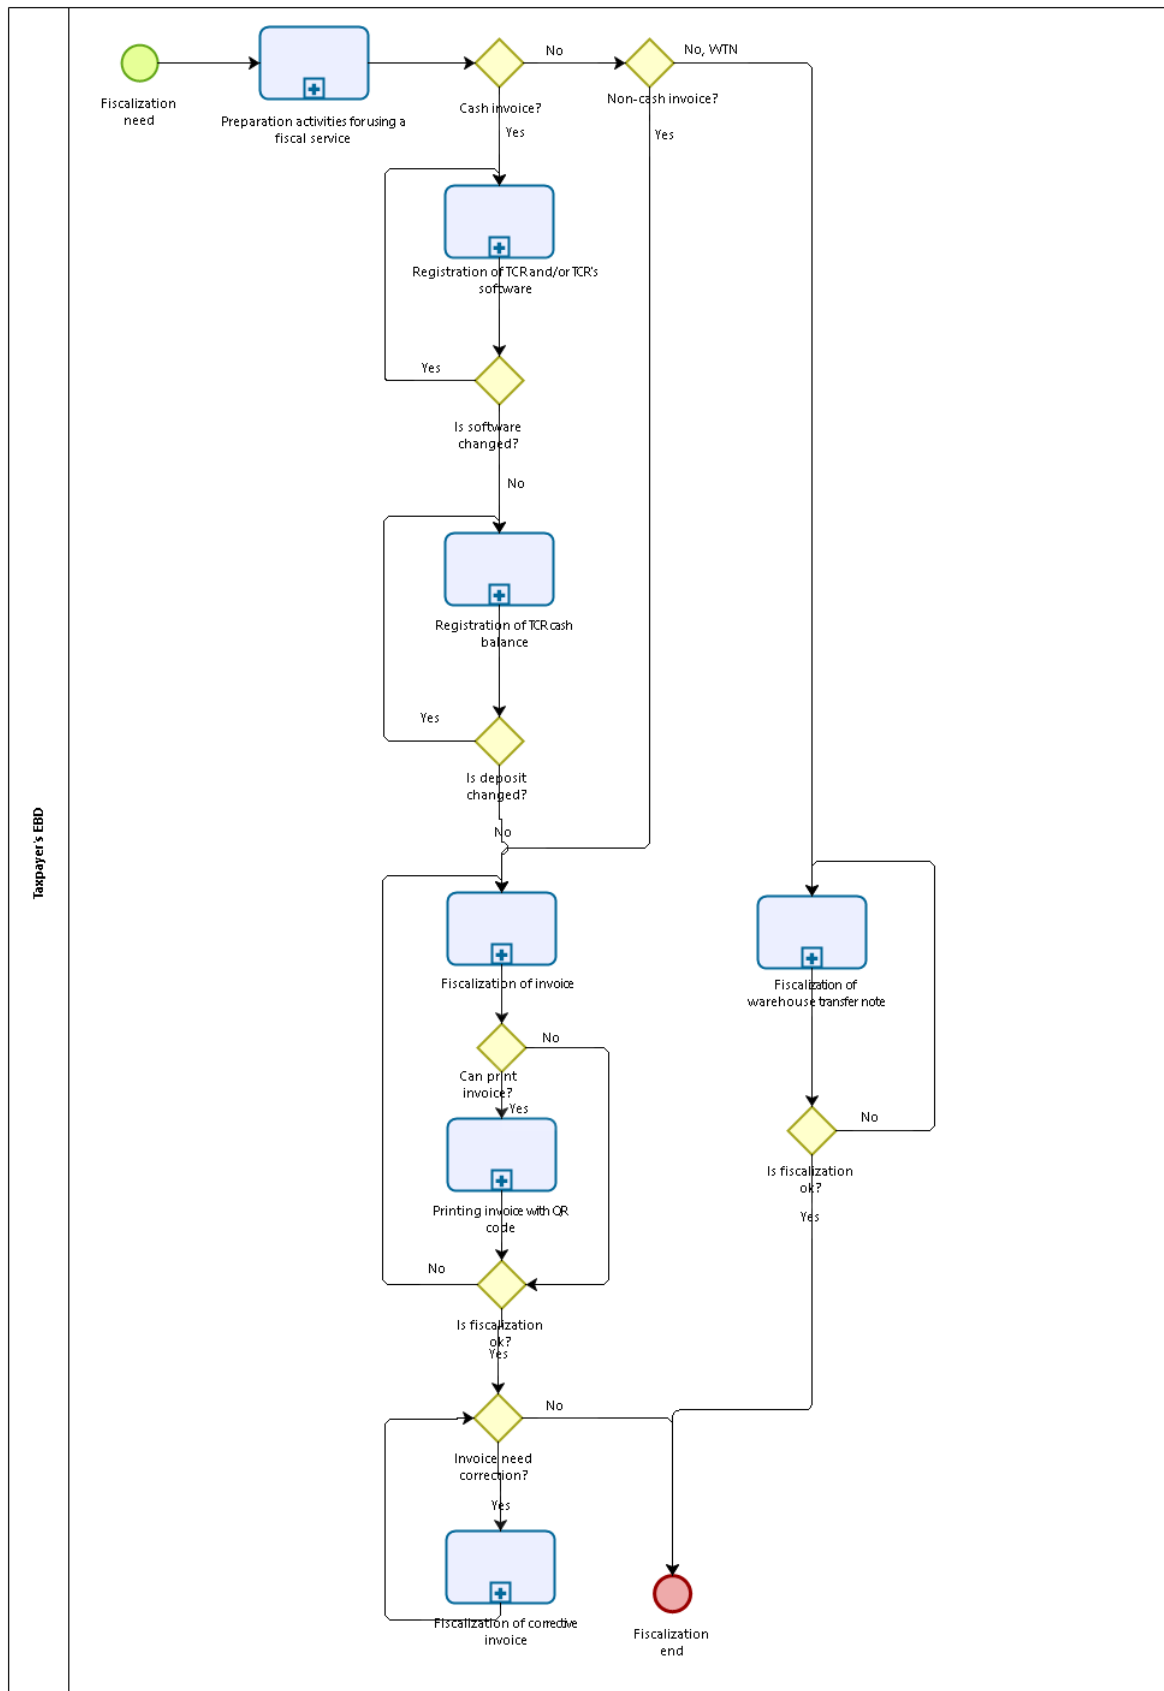 Taxpayer's EBD
Fiscalization
need
Preparation activities for using a
fiscal service
Cash invoice?
No
Non-cash invoice?
No, WTN
Yes
Yes
Registration of TCR and/or TCR's
software
Yes
Is software
changed?
No
Registration of TCR cash
balance
Yes
Is deposit
changed?
No
Fiscalization of invoice
Fiscalization of
warehouse transfer note
No
Can print
invoice?
Yes
No
Is fiscalization
ok?
Yes
Printing invoice with QR
code
No
Is fiscalization
ok?
Yes
No
Invoice need
correction?
Yes
Fiscalization of corrective
invoice
Fiscalization
end